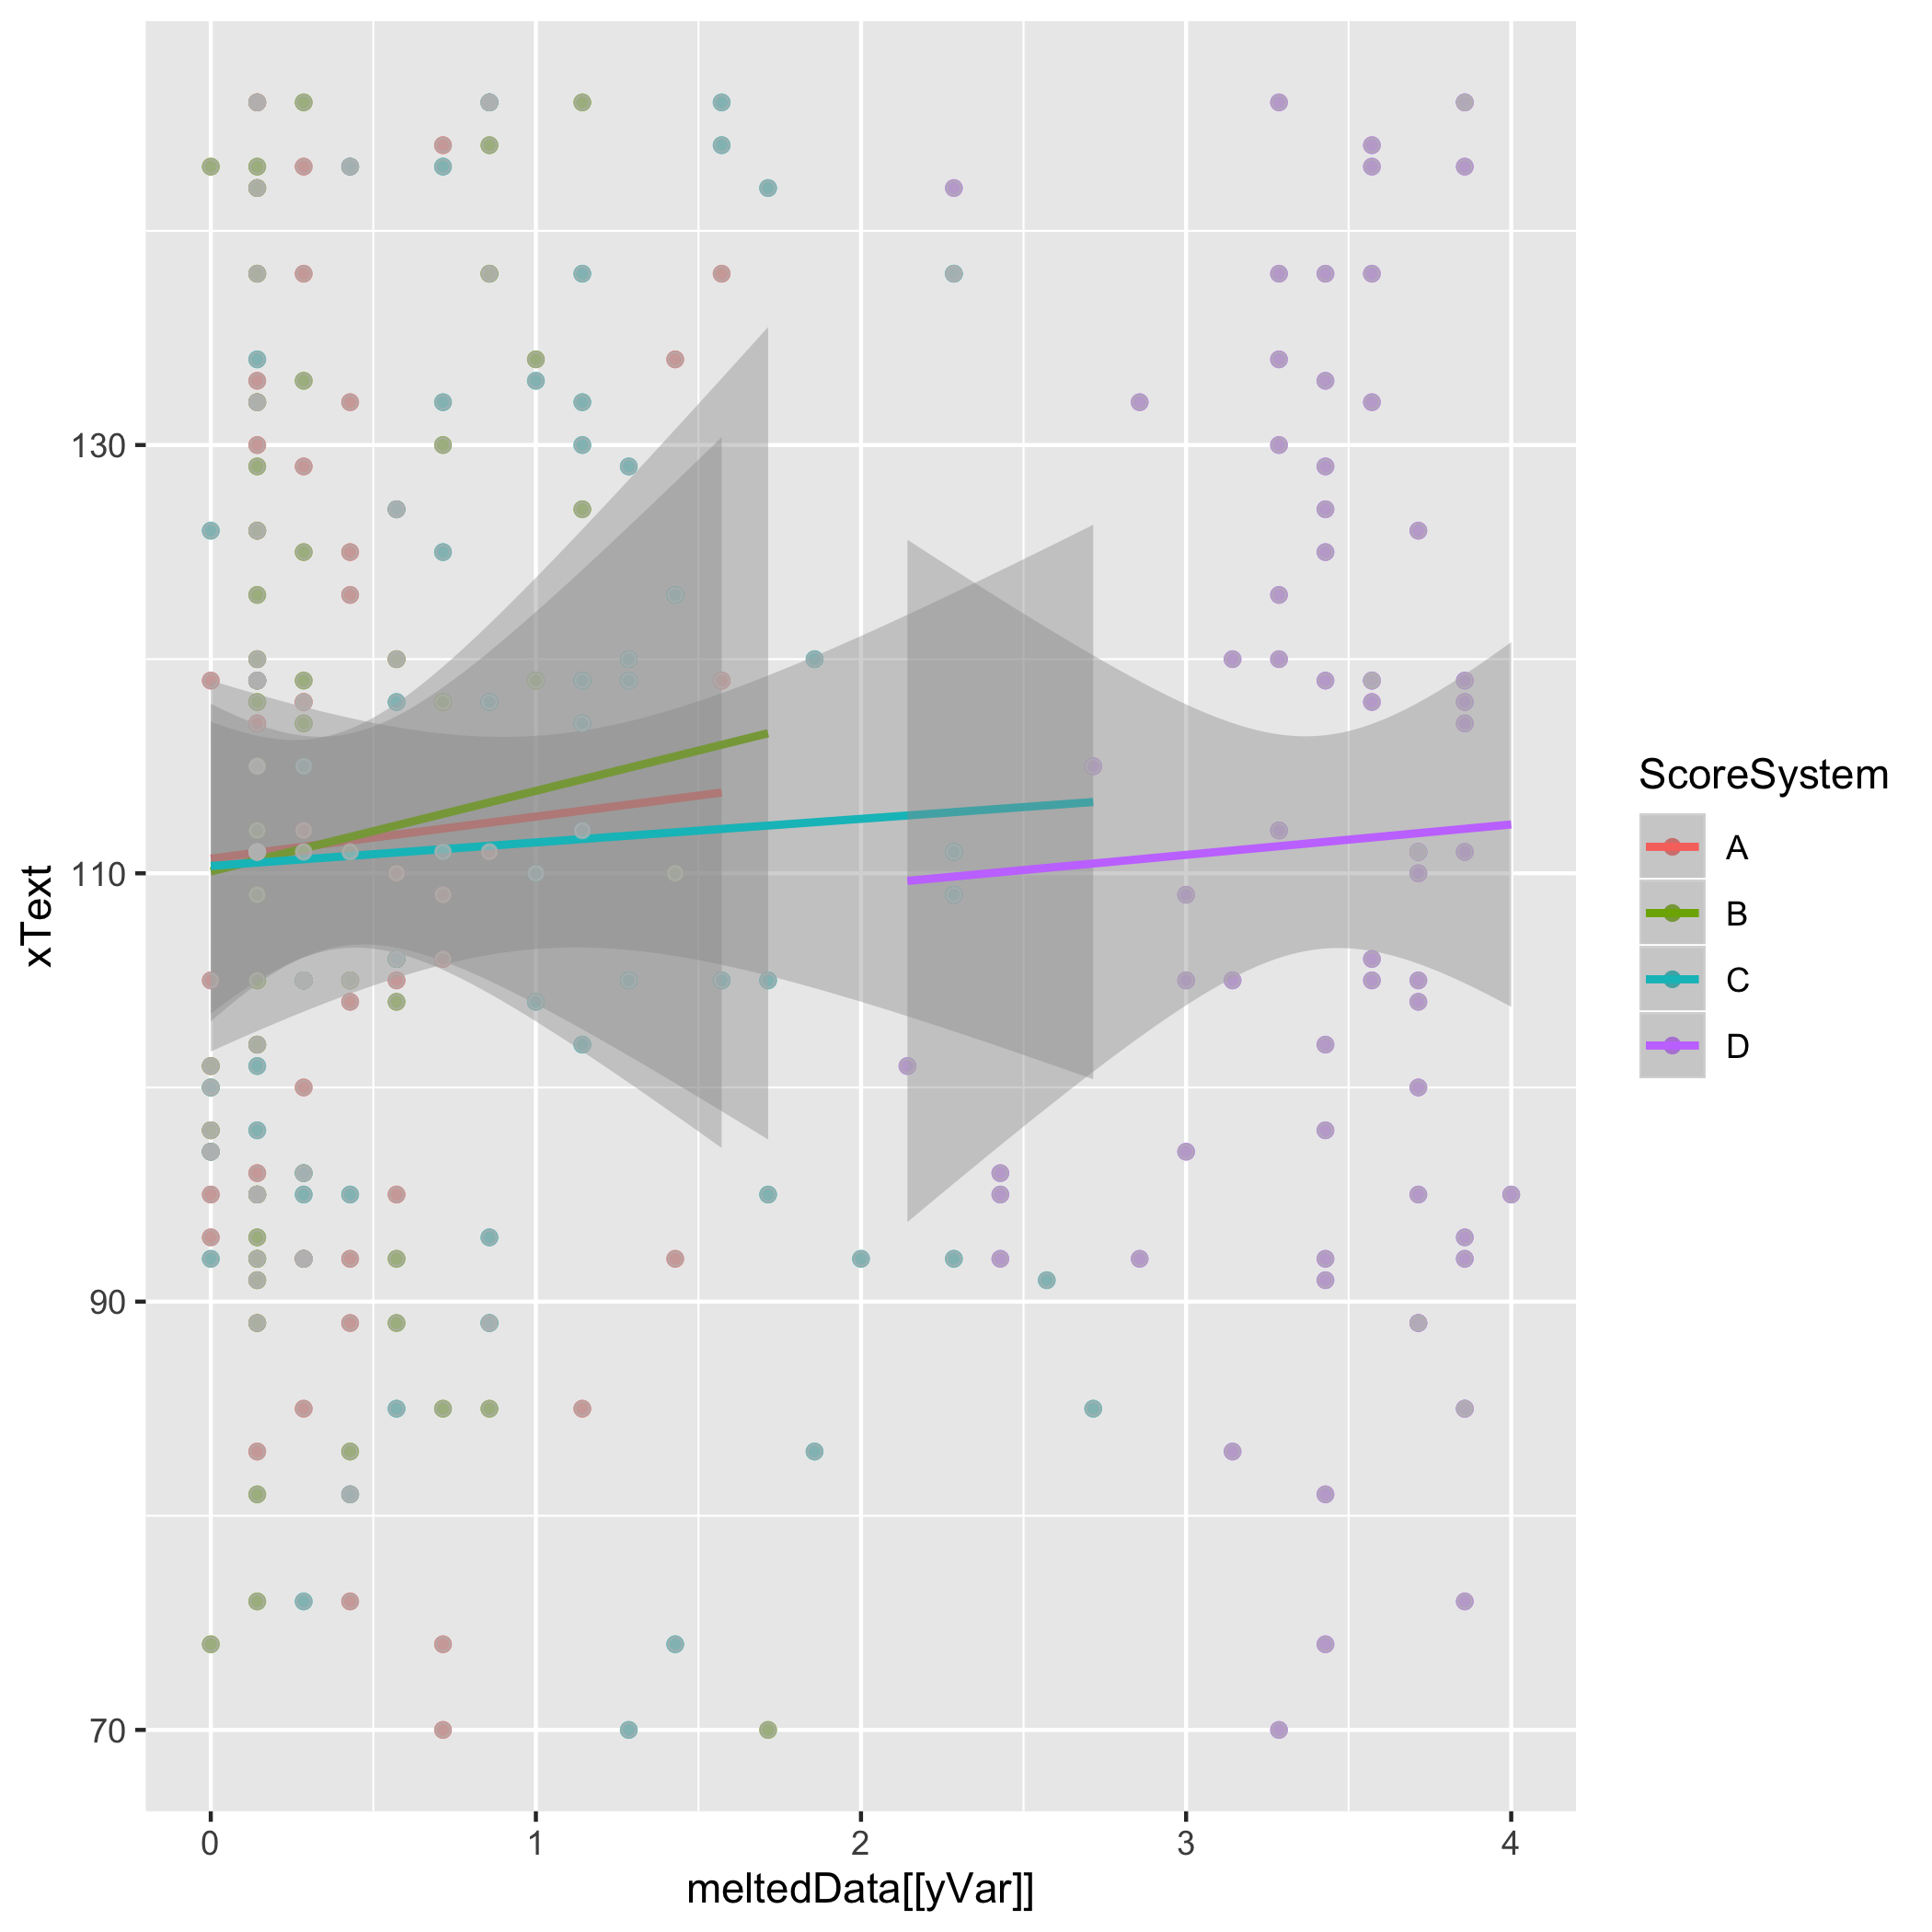 130
110
90
70
xText
0 1 2 3 4
meltedData[[yVar]]
ScoreSystem
A
B
C
D